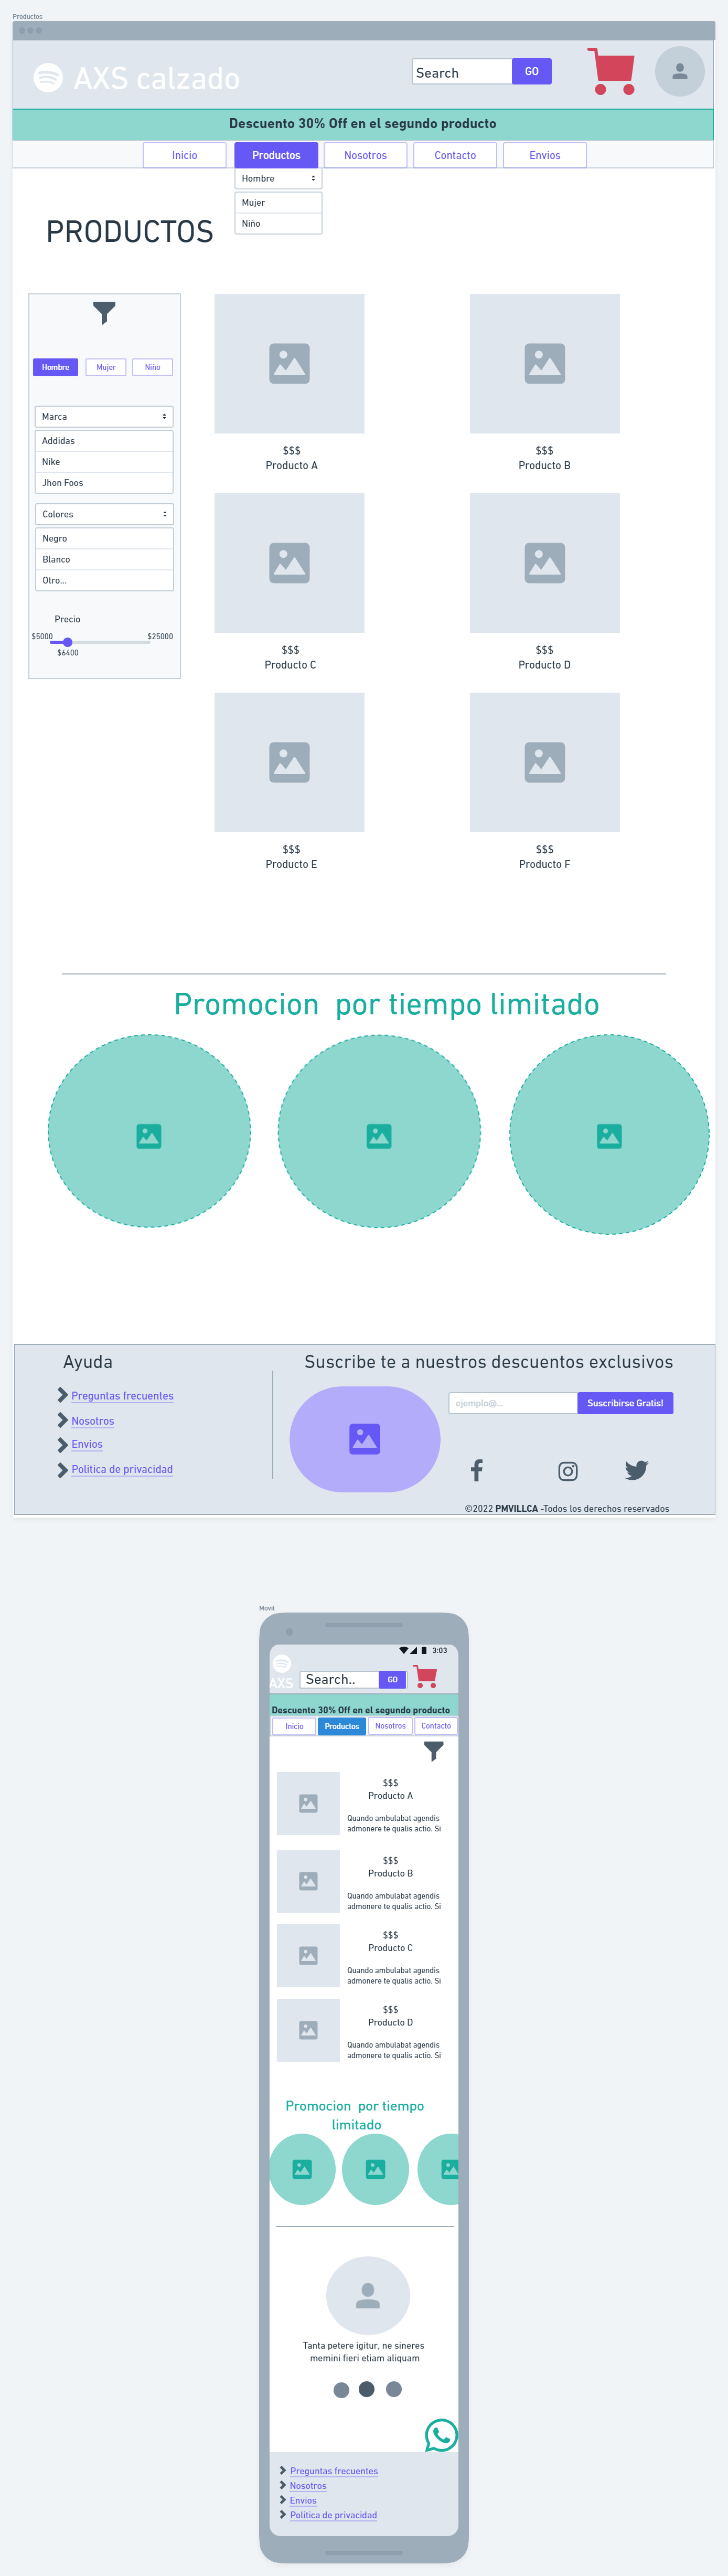 Productos
AXS calzado
Search
GO
Descuento 30% Off en el segundo producto
Inicio
Productos
Nosotros
Contacto
Envios
Hombre
Mujer
Niño
PRODUCTOS
Hombre
Mujer
Niño
Marca
Addidas
Nike
Jhon Foos
Colores
Negro
Blanco
Otro...
Precio
$5000
$25000
$6400
$$$
Producto A
$$$
Producto B
$$$
Producto C
$$$
Producto D
$$$
Producto E
$$$
Producto F
Promocion por tiempo limitado
Ayuda
Preguntas frecuentes
Nosotros
Envios
Politica de privacidad
Suscribe te a nuestros descuentos exclusivos
ejemplo@...
Suscribirse Gratis!
©2022 PMVILLCA -Todos los derechos reservados
Movil
3:03
AXS
Search..
GO
Descuento 30% Off en el segundo producto
Inicio
Productos
Nosotros
Contacto
$$$
Producto A
Quando ambulabat agendis
admonere te qualis actio. Si
$$$
Producto B
Quando ambulabat agendis
admonere te qualis actio. Si
$$$
Producto C
Quando ambulabat agendis
admonere te qualis actio. Si
$$$
Producto D
Quando ambulabat agendis
admonere te qualis actio. Si
Promocion por tiempo
limitado
Tanta petere igitur, ne sineres
memini fieri etiam aliquam
Preguntas frecuentes
Nosotros
Envios
Politica de privacidad